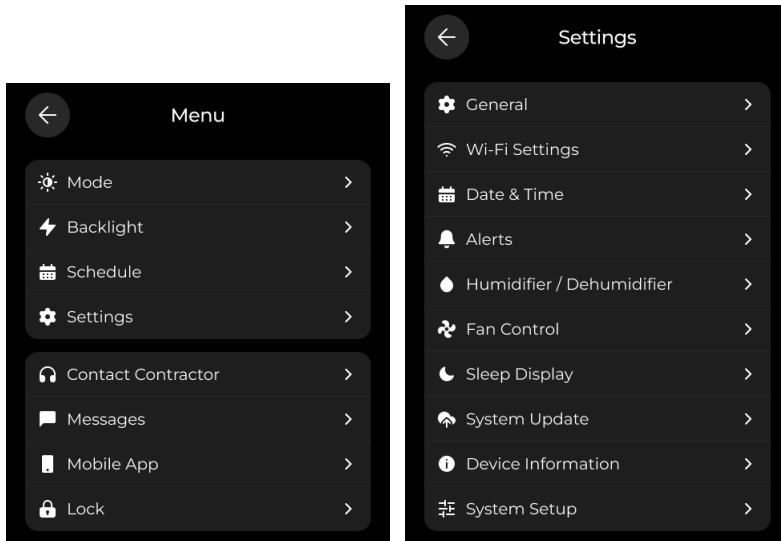 Menu
Mode
Backlight
Schedule
Settings
Contact Contractor
Messages
Mobile App
Lock
Settings
General
Wi-Fi Settings
Date & Time
Alerts
Humidifier / Dehumidifier
Fan Control
Sleep Display
System Update
Device Information
System Setup